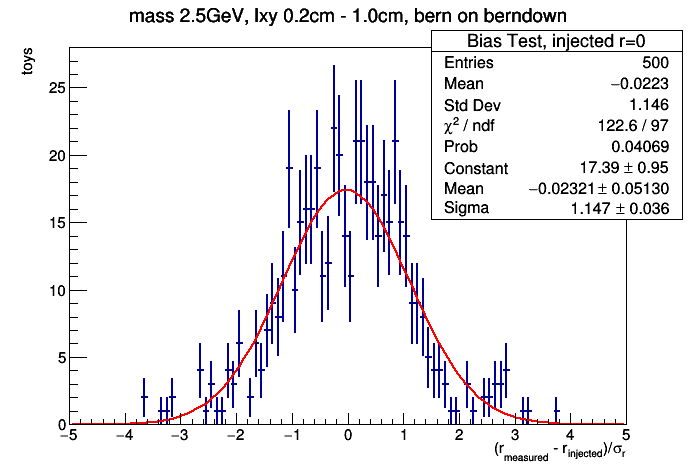 mass 2.5GeV, lxy 0.2cm - 1.0cm, bern on berndown
toys
Bias Test, injected r=0
Entries 500
Mean −0.0223
Std Dev 1.146
χ² / ndf 122.6 / 97
Prob 0.04069
Constant 17.39 ± 0.95
Mean −0.02321 ± 0.05130
Sigma 1.147 ± 0.036
25
20
15
10
5
0
−5 −4 −3 −2 −1 0 1 2 3 4 5
(r_measured - r_injected)/σ_r